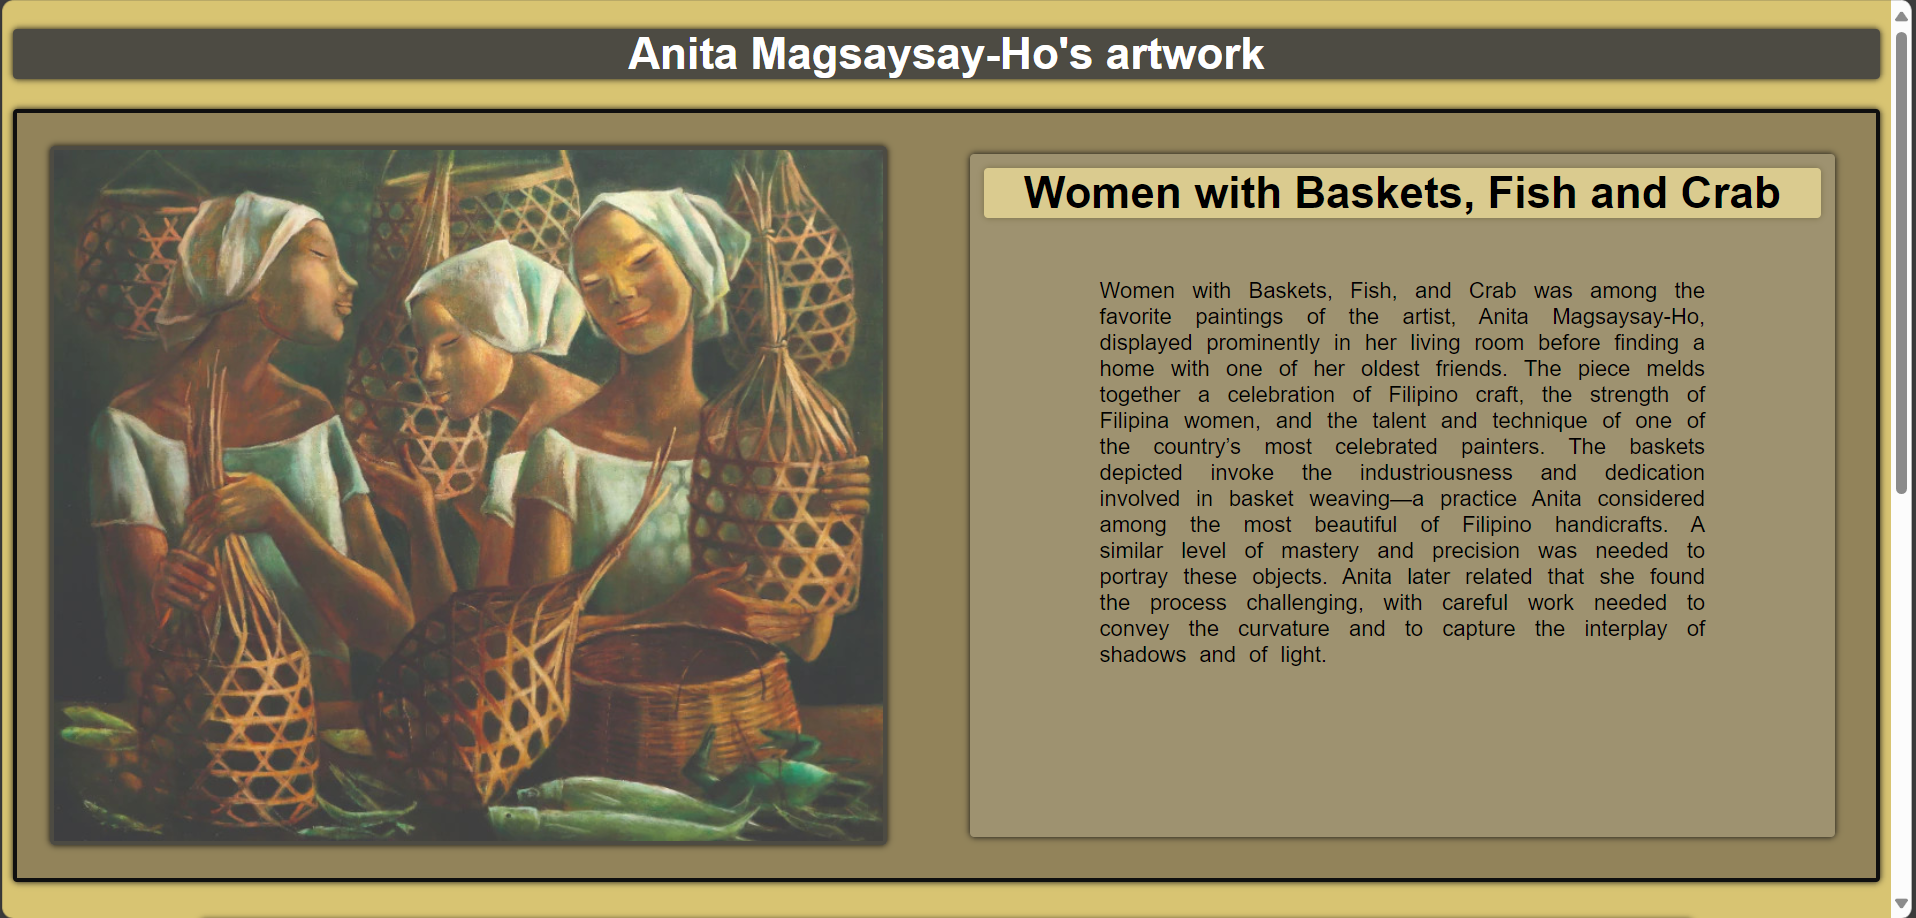 Anita Magsaysay-Ho's artwork
Women with Baskets, Fish and Crab
Women with Baskets, Fish, and Crab was among the
favorite paintings of the artist, Anita Magsaysay-Ho,
displayed prominently in her living room before finding a
home with one of her oldest friends. The piece melds
together a celebration of Filipino craft, the strength of
Filipina women, and the talent and technique of one of
the country’s most celebrated painters. The baskets
depicted invoke the industriousness and dedication
involved in basket weaving—a practice Anita considered
among the most beautiful of Filipino handicrafts. A
similar level of mastery and precision was needed to
portray these objects. Anita later related that she found
the process challenging, with careful work needed to
convey the curvature and to capture the interplay of
shadows and of light.